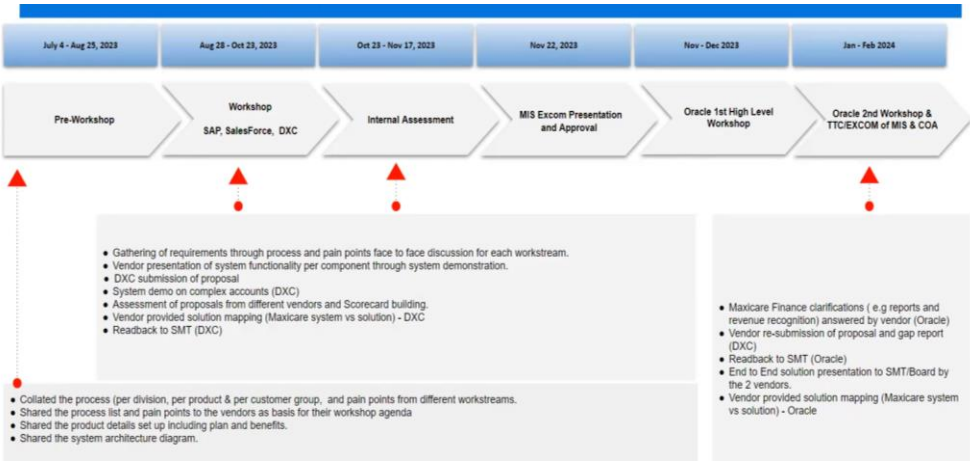 July 4 - Aug 25, 2023
Aug 28 - Oct 23, 2023
Oct 23 - Nov 17, 2023
Nov 22, 2023
Nov - Dec 2023
Jan - Feb 2024
Pre-Workshop
Workshop
SAP, SalesForce, DXC
Internal Assessment
MIS Excom Presentation
and Approval
Oracle 1st High Level
Workshop
Oracle 2nd Workshop &
TTC/EXCOM of MIS & COA
● Gathering of requirements through process and pain points face to face discussion for each workstream.
● Vendor presentation of system functionality per component through system demonstration.
● DXC submission of proposal
● System demo on complex accounts (DXC)
● Assessment of proposals from different vendors and Scorecard building.
● Vendor provided solution mapping (Maxicare system vs solution) - DXC
● Readback to SMT (DXC)
● Maxicare Finance clarifications ( e.g reports and
revenue recognition) answered by vendor (Oracle)
● Vendor re-submission of proposal and gap report
(DXC)
● Readback to SMT (Oracle)
● End to End solution presentation to SMT/Board by
the 2 vendors.
● Vendor provided solution mapping (Maxicare system
vs solution) - Oracle
● Collated the process (per division, per product & per customer group, and pain points from different workstreams.
● Shared the process list and pain points to the vendors as basis for their workshop agenda
● Shared the product details set up including plan and benefits.
● Shared the system architecture diagram.